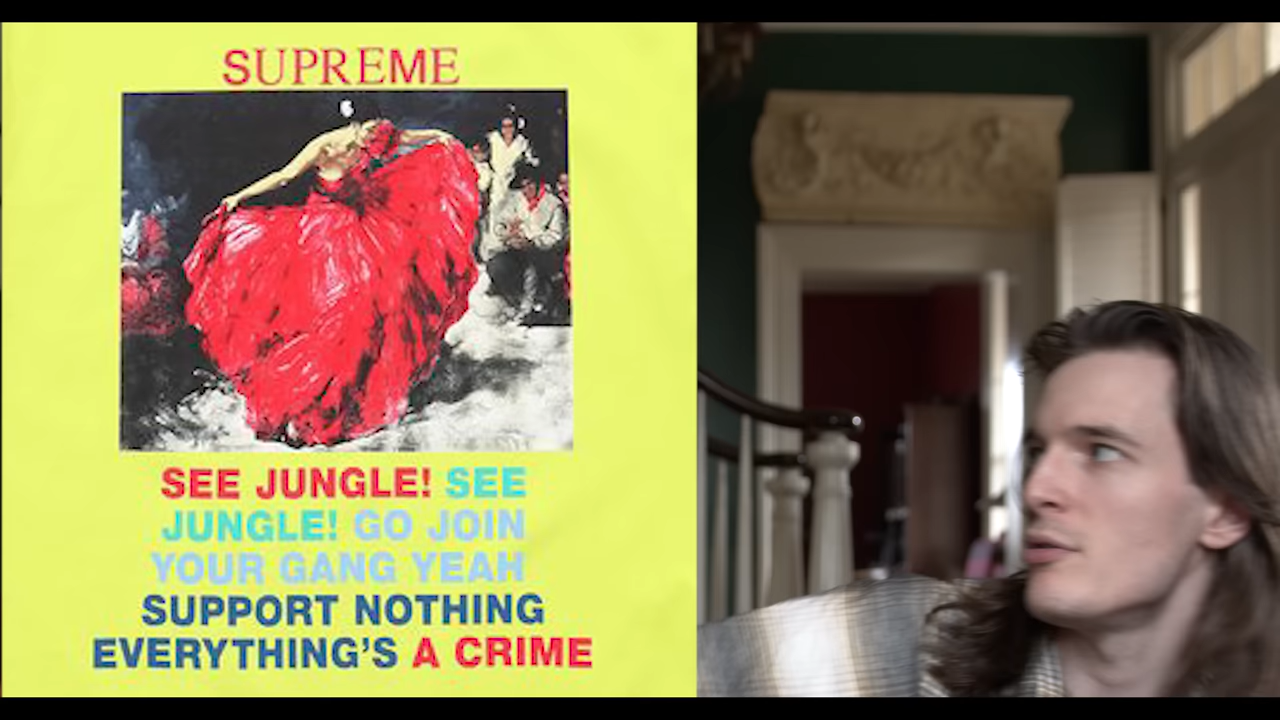 SUPREME
SEE JUNGLE! SEE
JUNGLE! GO JOIN
YOUR GANG YEAH
SUPPORT NOTHING
EVERYTHING'S A CRIME